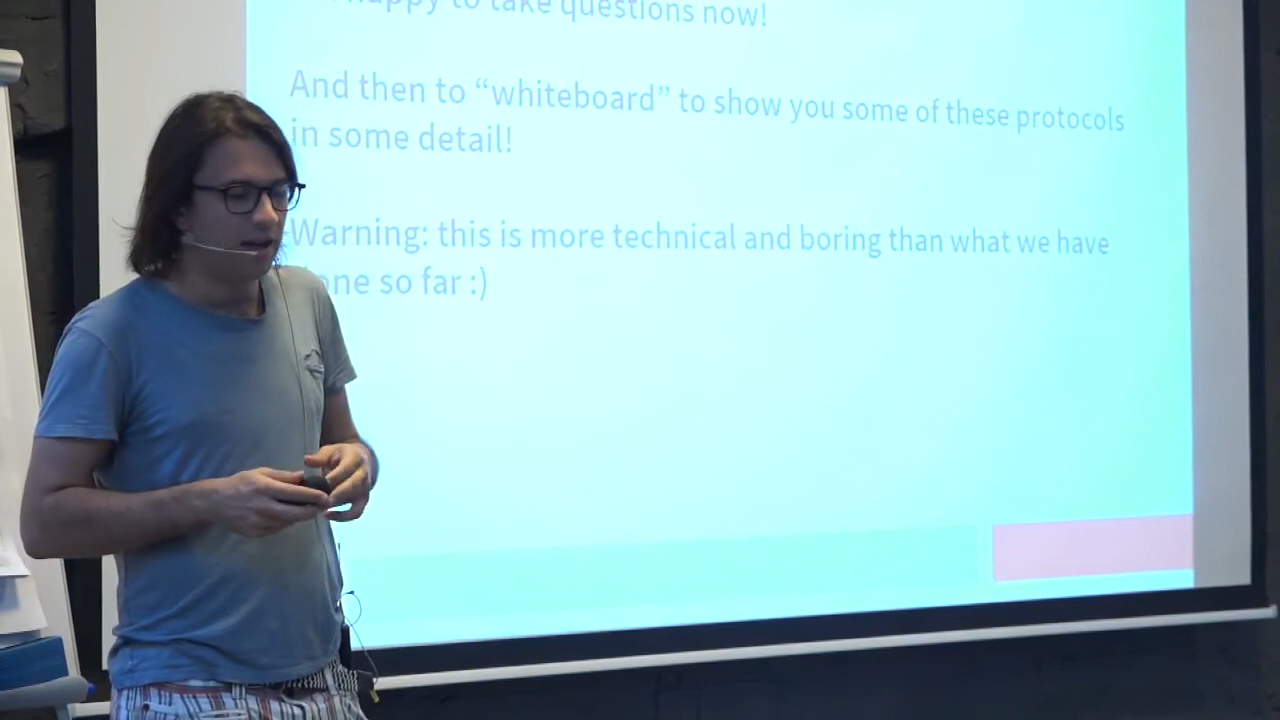 happy to take questions now!
And then to “whiteboard” to show you some of these protocols
in some detail!
Warning: this is more technical and boring than what we have
one so far :)